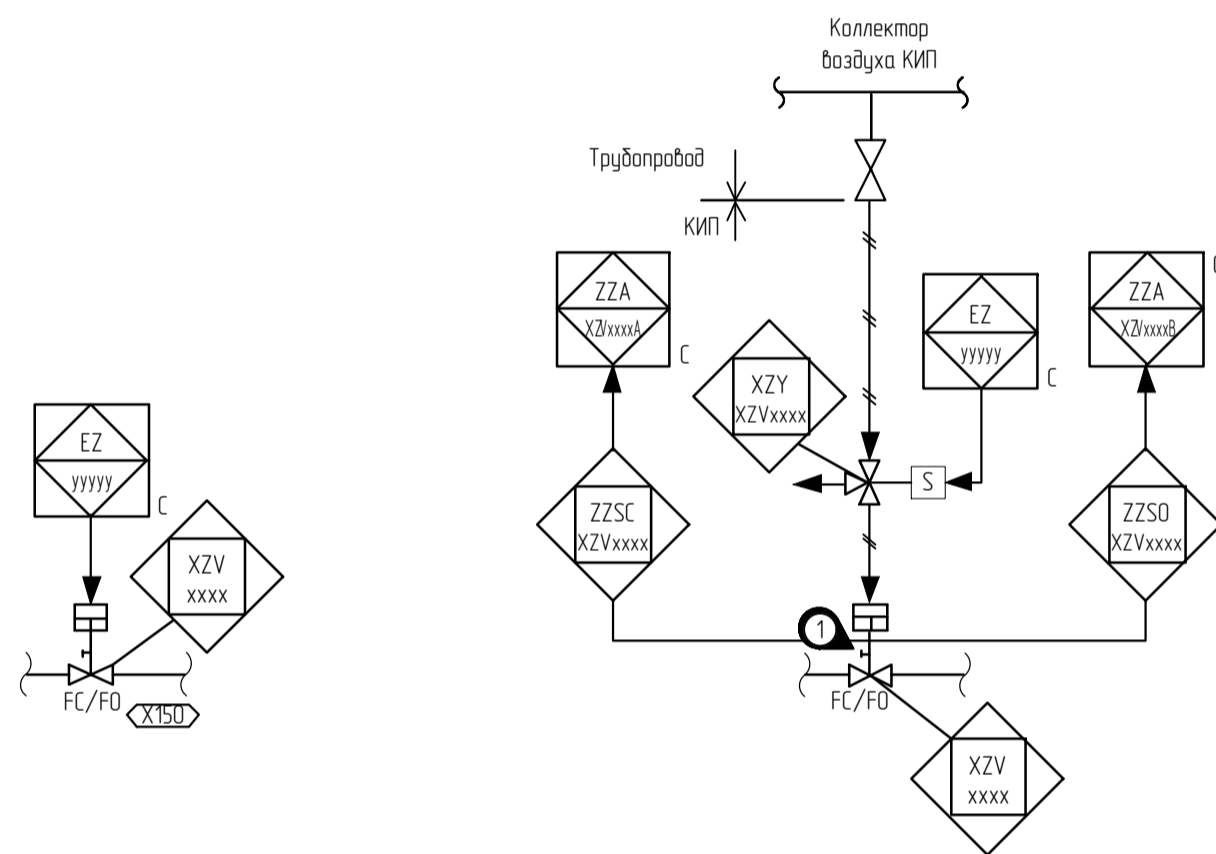 Коллектор
воздуха КИП
Трубопровод
КИП
ZZA
XZVxxxxA
C
EZ
yyyyy
C
ZZA
XZVxxxxB
XZY
XZVxxxx
S
ZZSC
XZVxxxx
ZZSO
XZVxxxx
1
FC/FO
XZV
xxxx
EZ
yyyyy
C
XZV
xxxx
FC/FO
X150